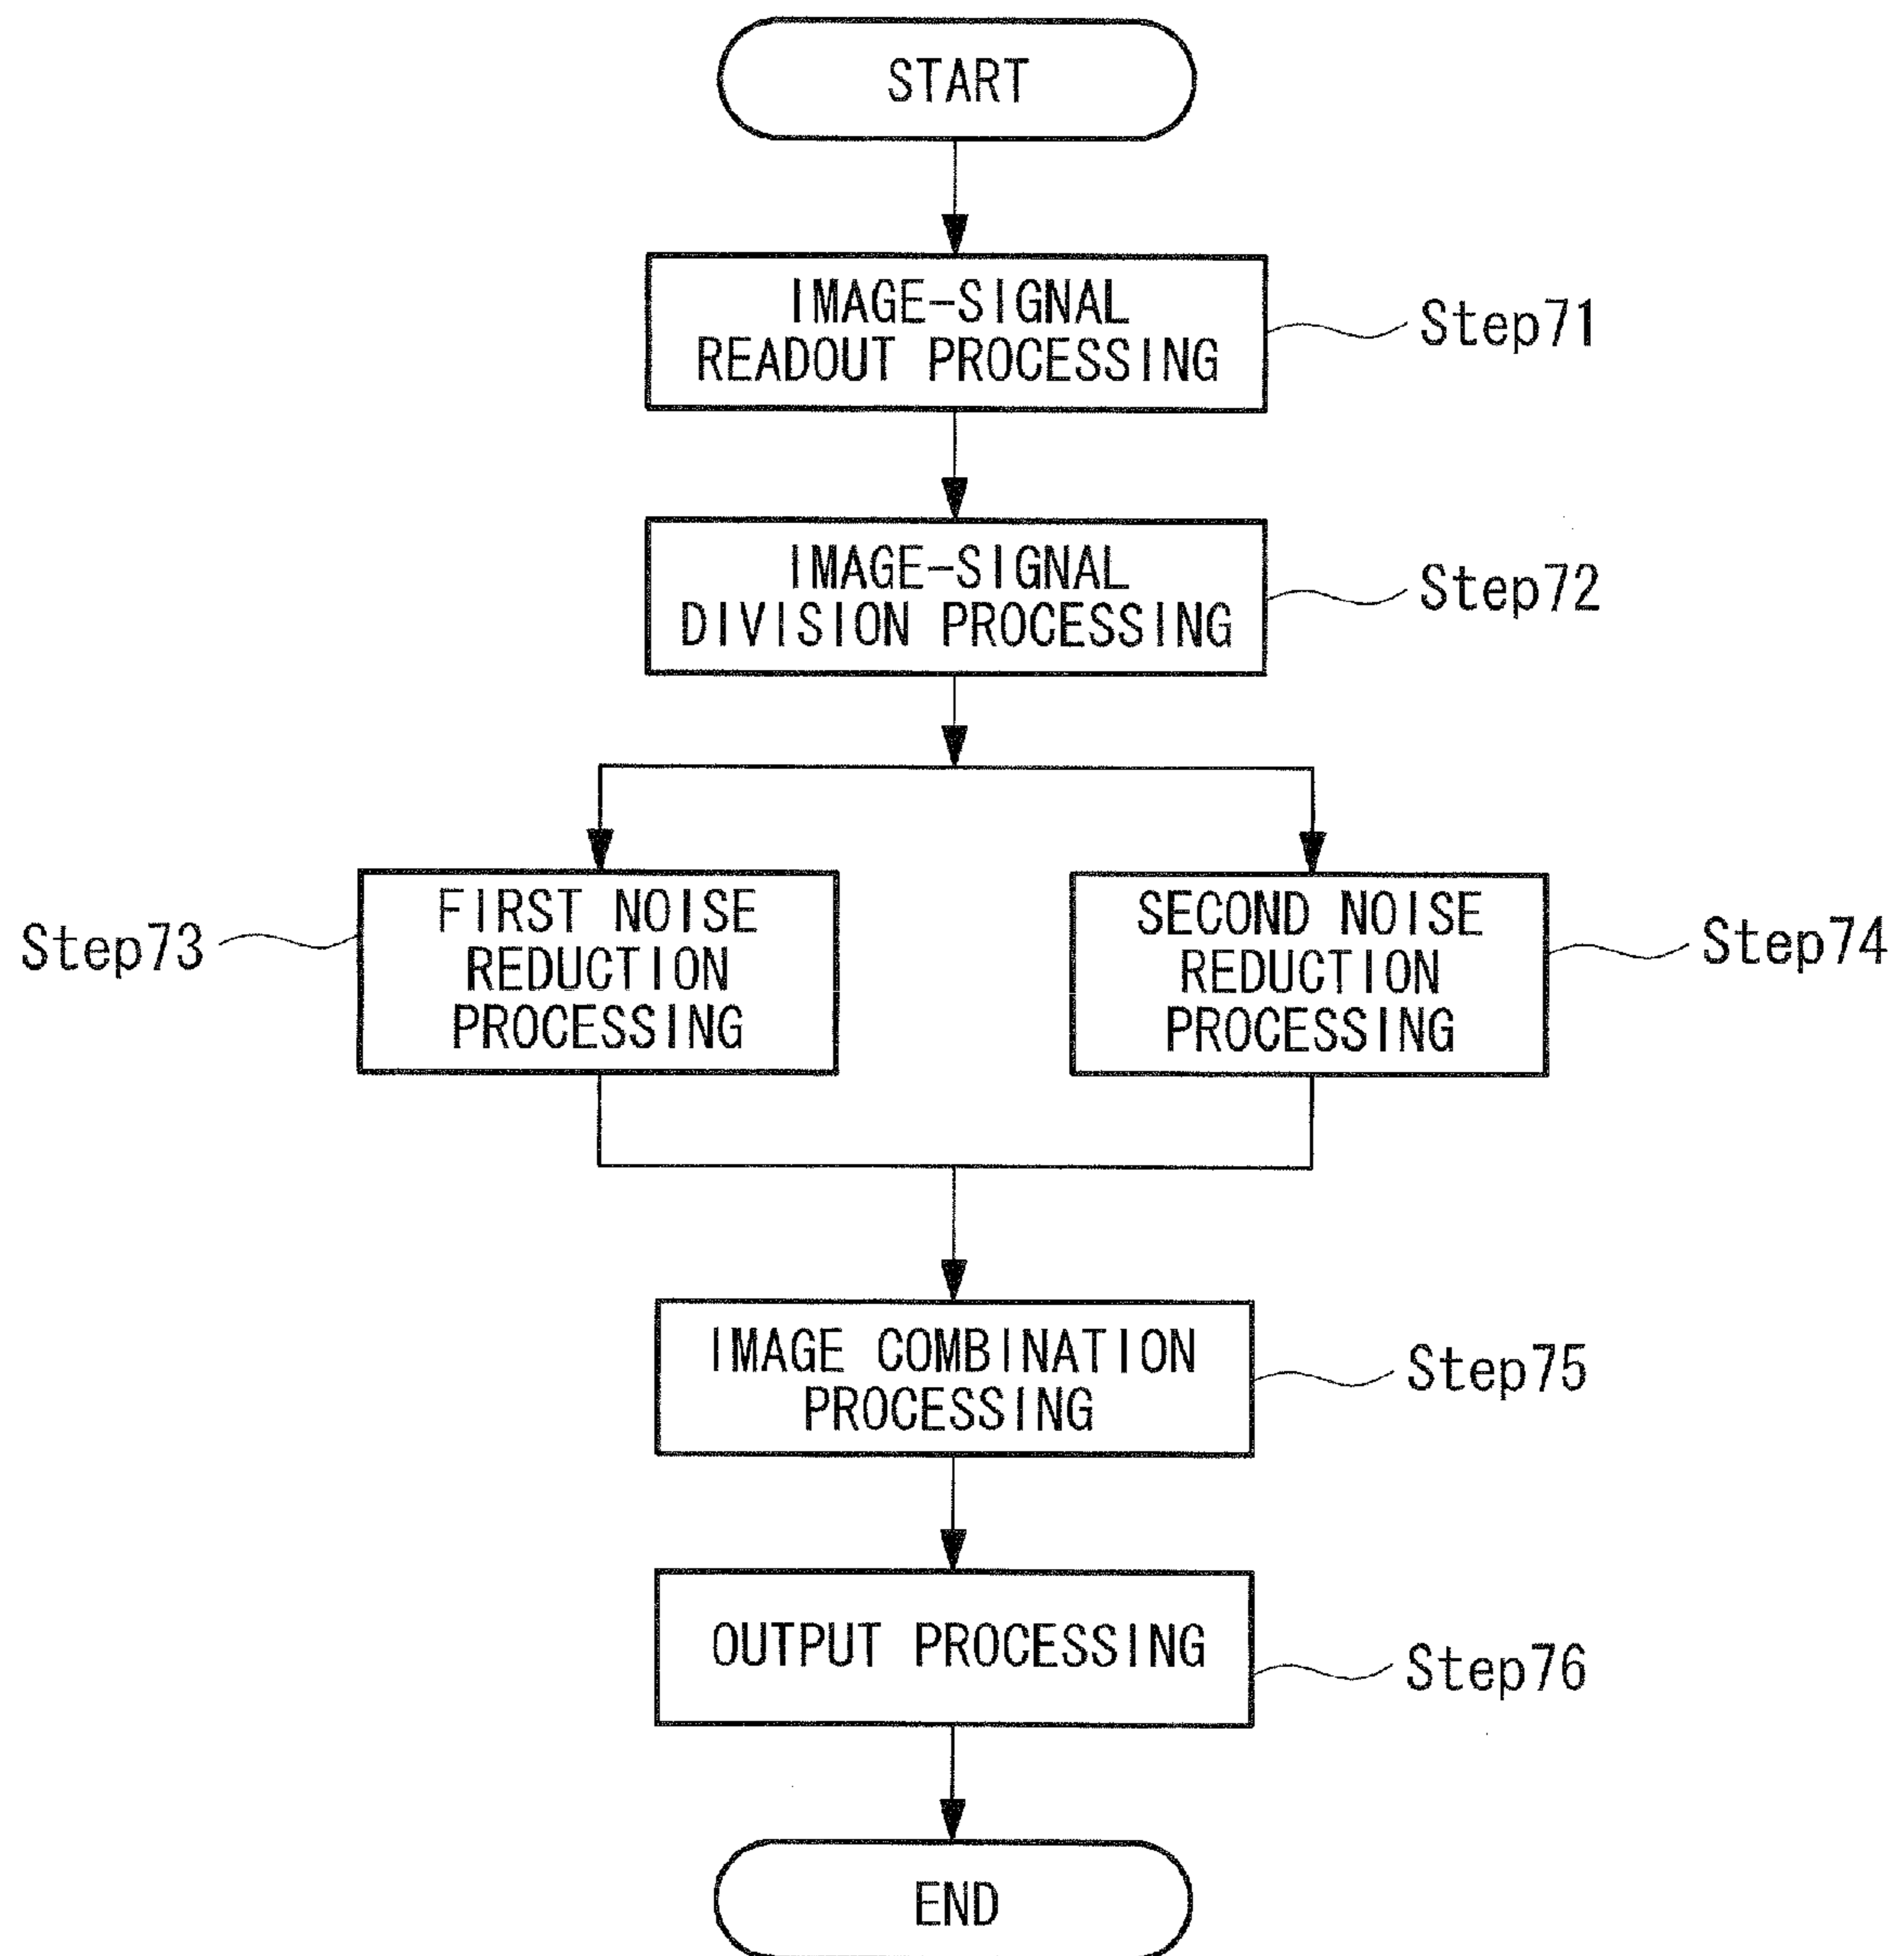 START
IMAGE-SIGNAL
READOUT PROCESSING
Step71
IMAGE-SIGNAL
DIVISION PROCESSING
Step72
Step73
FIRST NOISE
REDUCTION
PROCESSING
SECOND NOISE
REDUCTION
PROCESSING
Step74
IMAGE COMBINATION
PROCESSING
Step75
OUTPUT PROCESSING
Step76
END